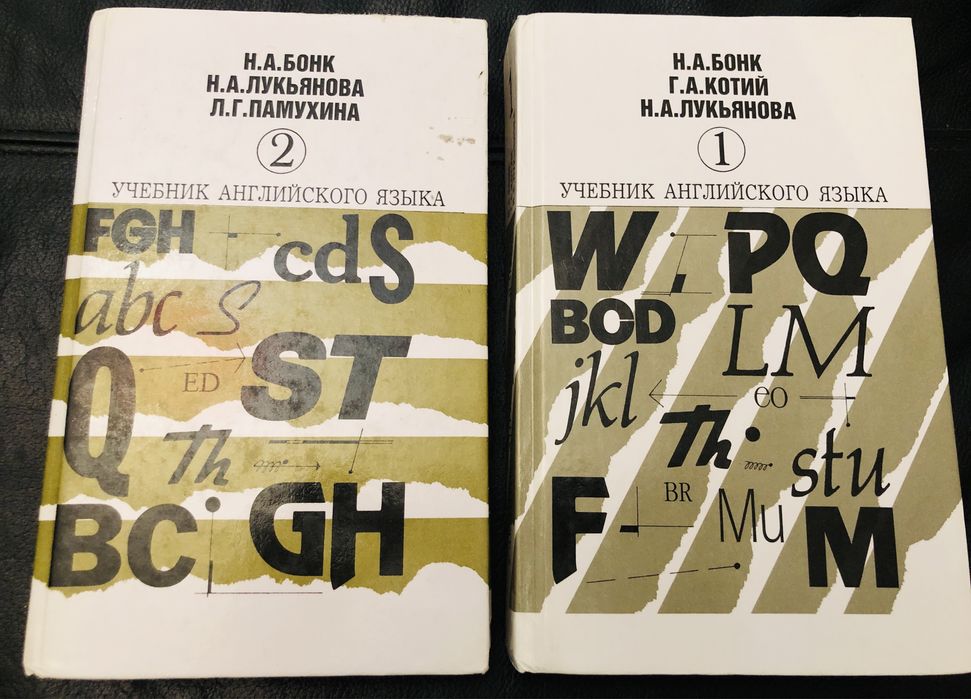 Н.А.БОНК
Н.А.ЛУКЬЯНОВА
Л.Г.ПАМУХИНА
2
УЧЕБНИК АНГЛИЙСКОГО ЯЗЫКА
FGH
cdS
abc S
ST
Q
ED
Th
BC
GH
Н.А.БОНК
Г.А.КОТИЙ
Н.А.ЛУКЬЯНОВА
1
УЧЕБНИК АНГЛИЙСКОГО ЯЗЫКА
W
PQ
BCD
LM
jkl
eo
Th
stu
BR
F
Mu
M